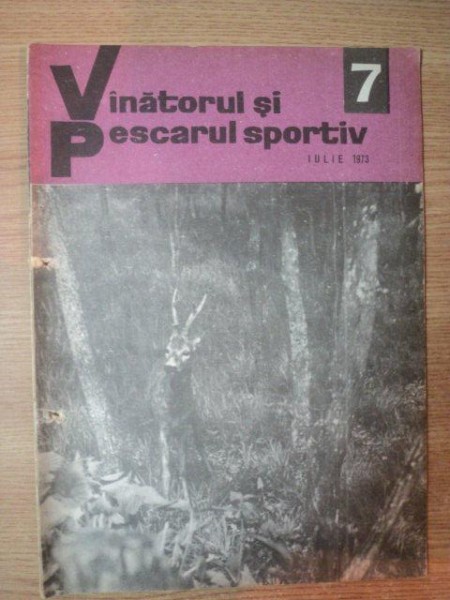 Vînătorul și
Pescarul sportiv
7
IULIE 1973